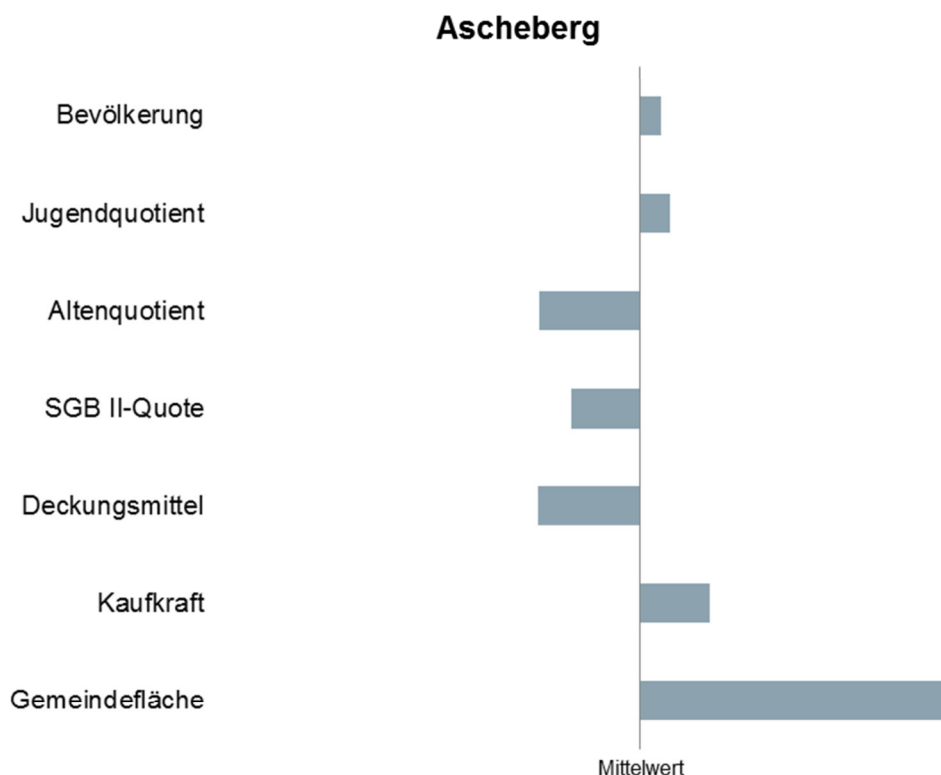 Ascheberg
Bevölkerung
Jugendquotient
Altenquotient
SGB II-Quote
Deckungsmittel
Kaufkraft
Gemeindefläche
Mittelwert